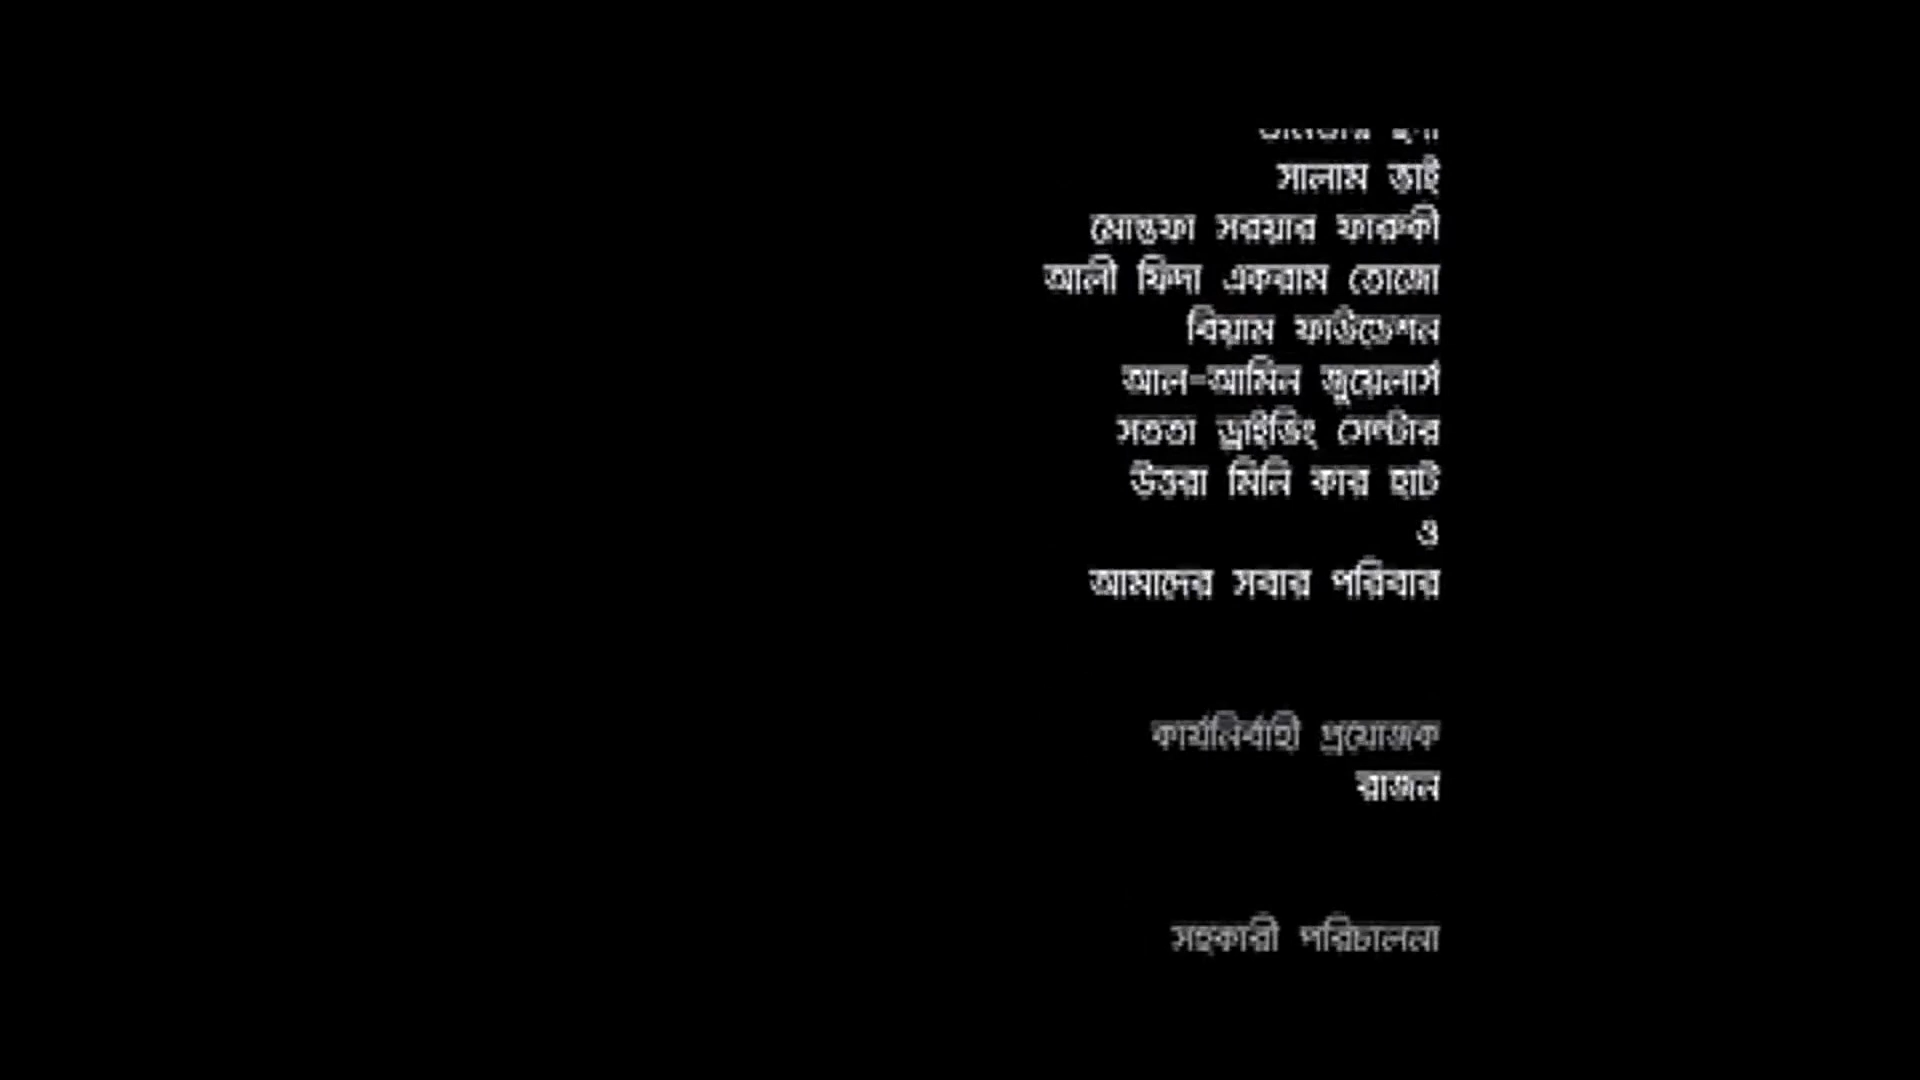 সালাম ভাই
মোস্তফা সরয়ার ফারুকী
আলী ফিদা একরাম তোজো
বিয়াম ফাউন্ডেশন
আল-আমিন জুয়েলার্স
সততা ড্রাইভিং সেন্টার
উত্তরা মিনি কার হাট
ও
আমাদের সবার পরিবার
কার্যনির্বাহী প্রযোজক
রাজন
সহকারী পরিচালনা